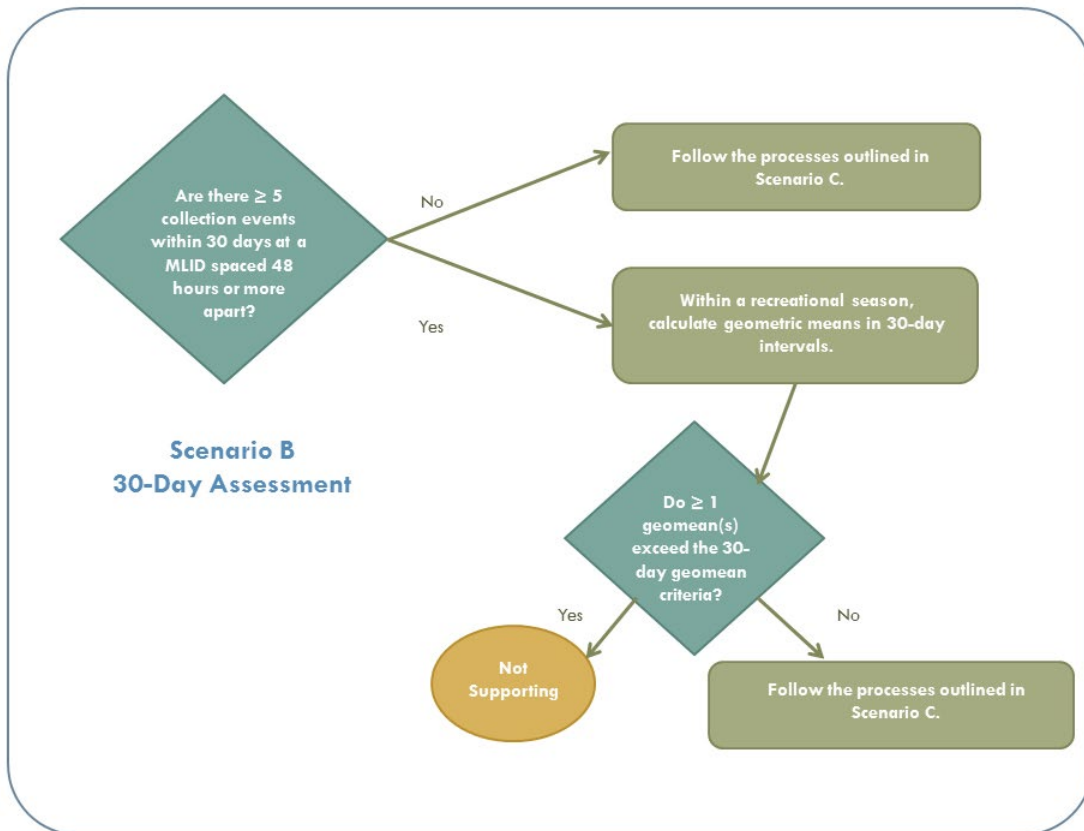 Are there ≥ 5
collection events
within 30 days at a
MLID spaced 48
hours or more
apart?
No
Follow the processes outlined in
Scenario C.
Yes
Within a recreational season,
calculate geometric means in 30-day
intervals.
Scenario B
30-Day Assessment
Do ≥ 1
geomean(s)
exceed the 30-
day geomean
criteria?
Yes
No
Not
Supporting
Follow the processes outlined in
Scenario C.